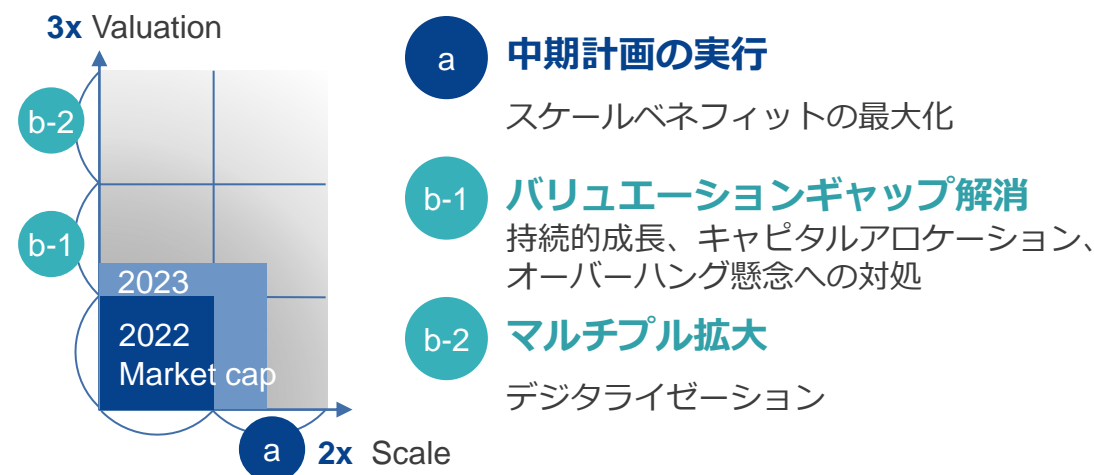 3x Valuation
b-2
b-1
2023
2022
Market cap
a
2x Scale
a
中期計画の実行
スケールベネフィットの最大化
b-1
バリュエーションギャップ解消
持続的成長、キャピタルアロケーション、
オーバーハング懸念への対処
b-2
マルチプル拡大
デジタライゼーション